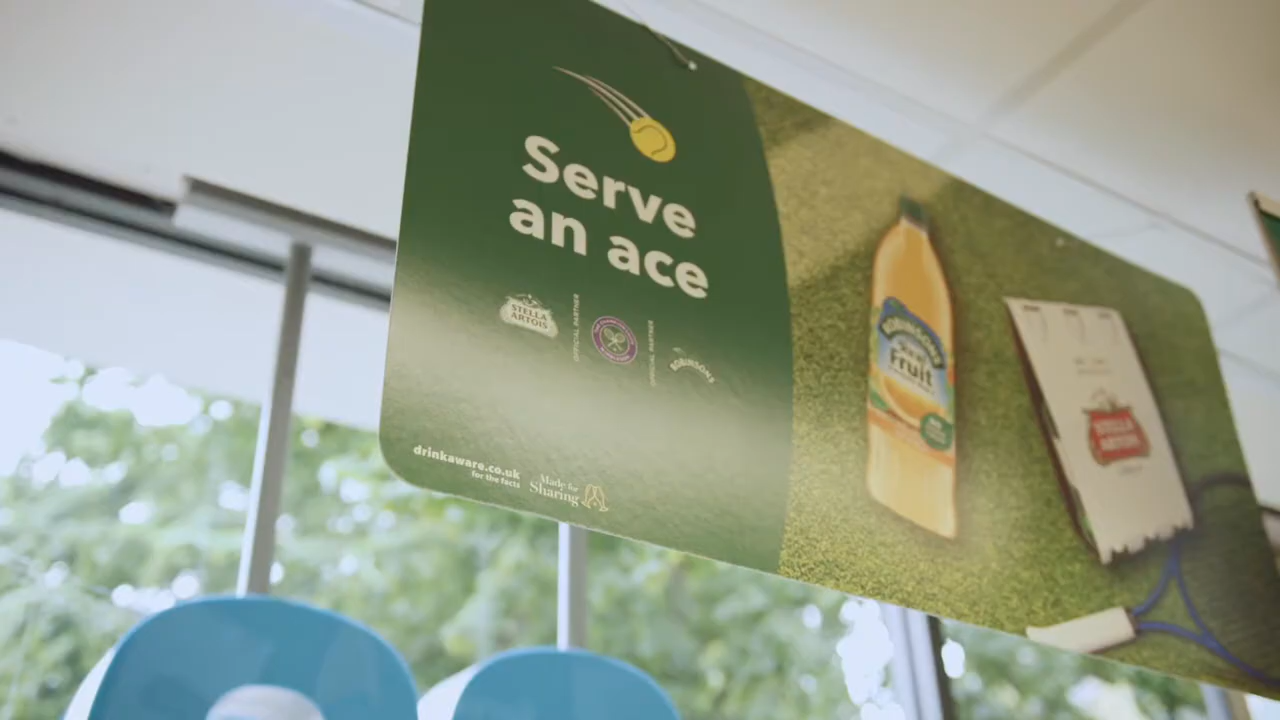 Serve
an ace
STELLA
ARTOIS
OFFICIAL PARTNER
OFFICIAL PARTNER
ROBINSONS
drinkaware.co.uk
for the facts
Made for
Sharing
ROBINSONS
Fruit
STELLA
ARTOIS